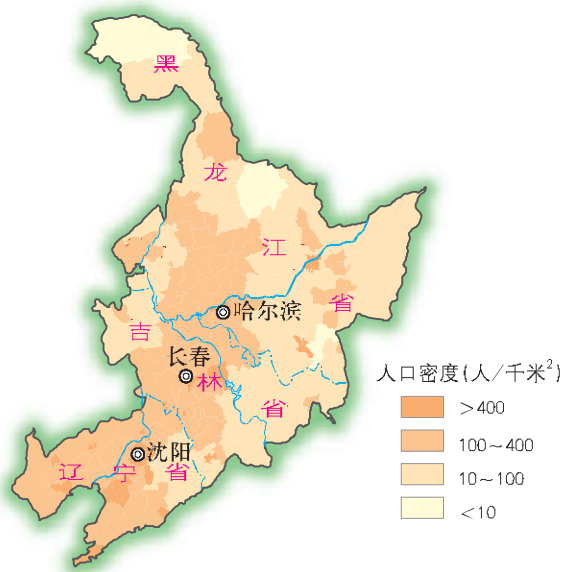 黑
龙
江
省
哈尔滨
吉
长春
林
省
沈阳
辽宁省
人口密度(人/千米²)
>400
100~400
10~100
<10